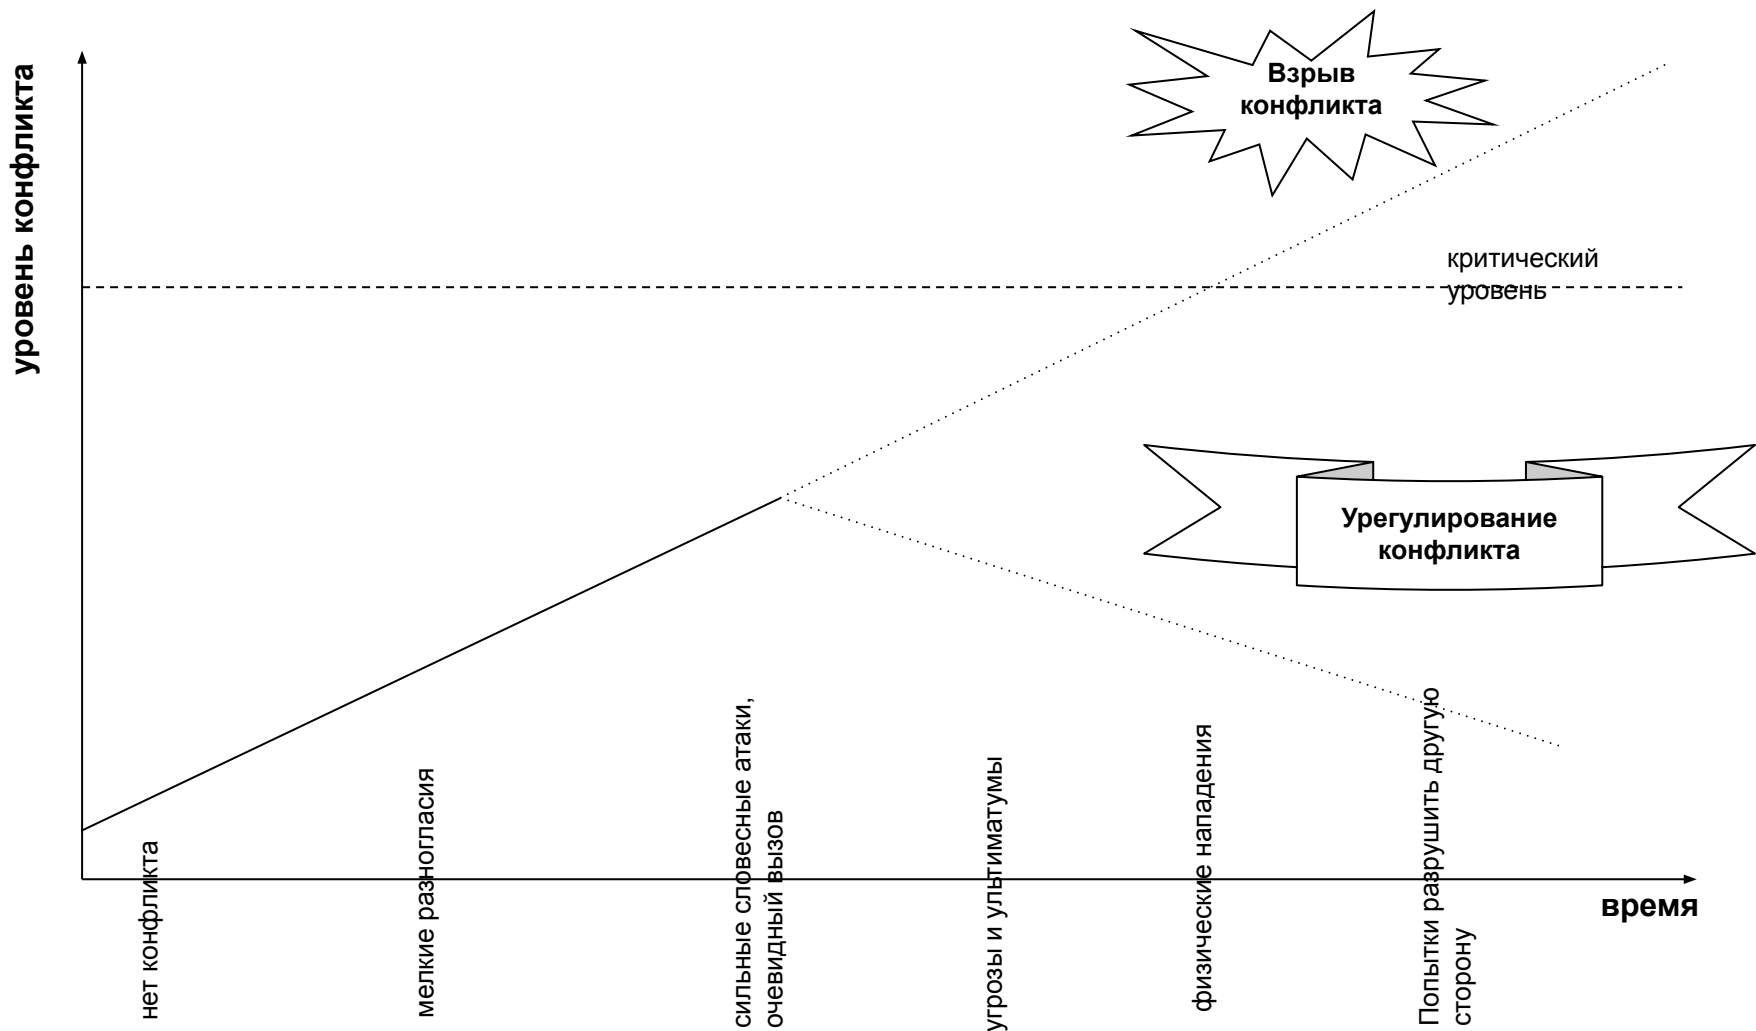 уровень конфликта
Взрыв
конфликта
критический
уровень
Урегулирование
конфликта
нет конфликта
мелкие разногласия
сильные словесные атаки,
очевидный вызов
угрозы и ультиматумы
физические нападения
Попытки разрушить другую
сторону
время